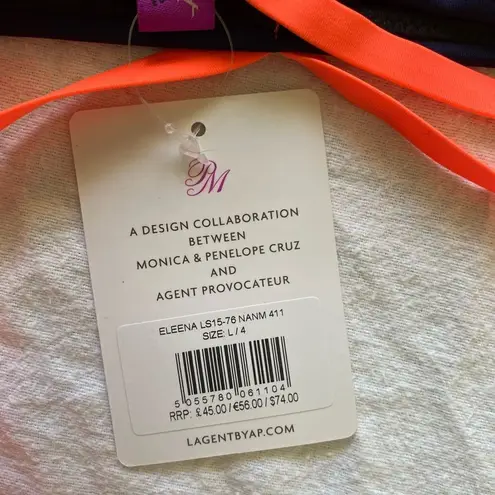 PM
A DESIGN COLLABORATION
BETWEEN
MONICA & PENELOPE CRUZ
AND
AGENT PROVOCATEUR
ELEENA LS15-76 NANM 411
SIZE: L / 4
5 055780 061104
RRP: £ 45.00 / €56.00 / $74.00
LAGENTBYAP.COM